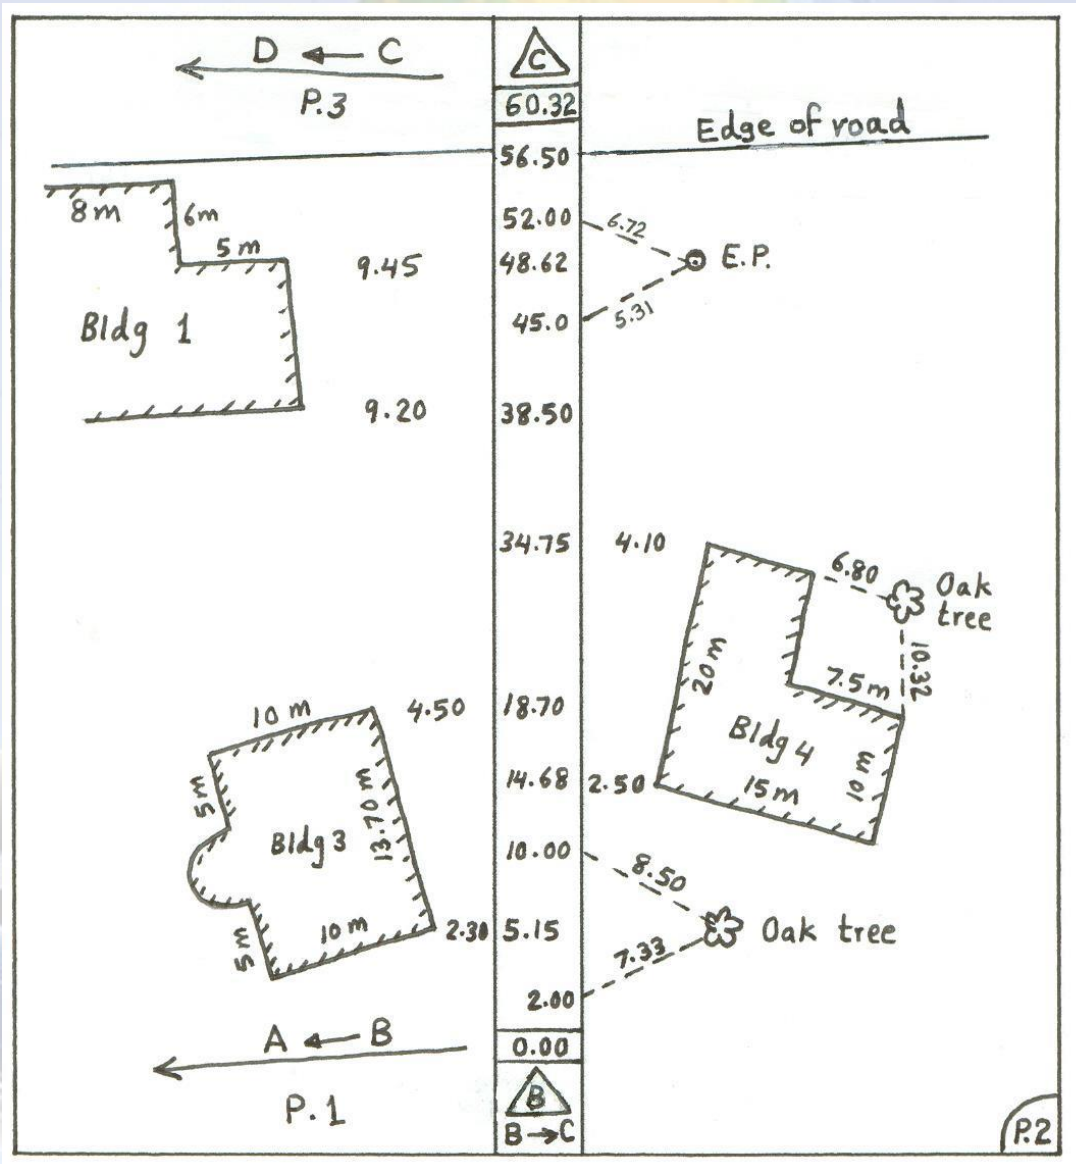 D ← C
C
60.32
P.3
Edge of road
56.50
8m
6m
52.00
6.72
5m
9.45
48.62
E.P.
Bldg 1
45.0
5.31
9.20
38.50
34.75
4.10
6.80
Oak
tree
20m
10.32
7.5m
10 m
4.50
18.70
Bldg 4
5m
13.70 m
14.68
2.50
15m
10 m
Bldg 3
10.00
8.50
5m
10 m
2.30
5.15
Oak tree
7.33
2.00
A ← B
0.00
P.1
B
B→C
P.2